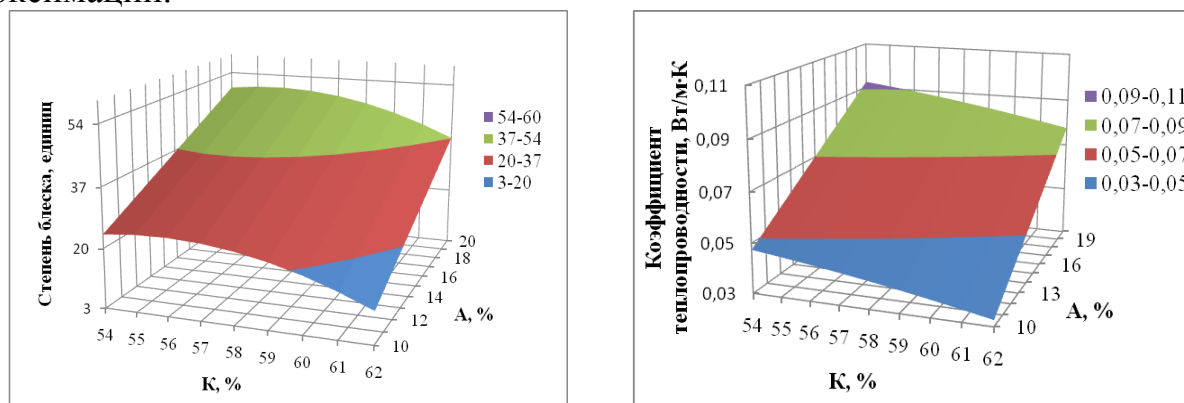 оксимации.
Степень блеска, единиц
54
37
20
3
54 55 56 57 58 59 60 61 62
К, %
10
12
14
16
18
20
А, %
54-60
37-54
20-37
3-20
Коэффициент
теплопроводности, Вт/м·К
0,11
0,09
0,07
0,05
0,03
54 55 56 57 58 59 60 61 62
К, %
10
13
16
19
А, %
0,09-0,11
0,07-0,09
0,05-0,07
0,03-0,05